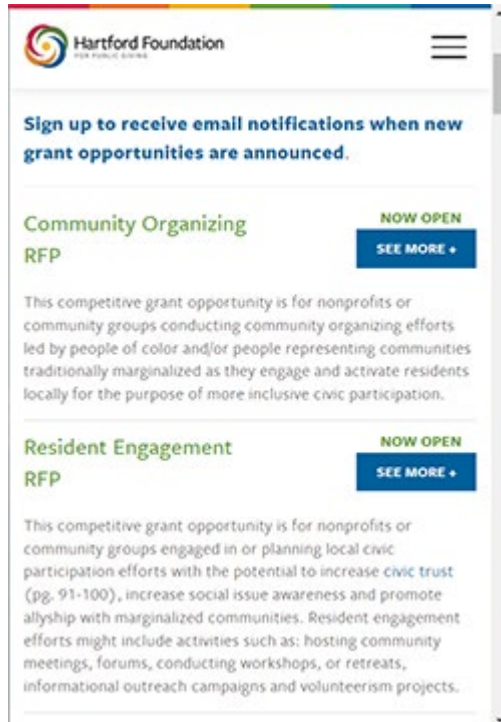 Hartford Foundation
FOR PUBLIC GIVING
Sign up to receive email notifications when new
grant opportunities are announced.
Community Organizing
RFP
NOW OPEN
SEE MORE +
This competitive grant opportunity is for nonprofits or
community groups conducting community organizing efforts
led by people of color and/or people representing communities
traditionally marginalized as they engage and activate residents
locally for the purpose of more inclusive civic participation.
Resident Engagement
RFP
NOW OPEN
SEE MORE +
This competitive grant opportunity is for nonprofits or
community groups engaged in or planning local civic
participation efforts with the potential to increase civic trust
(pg. 91-100), increase social issue awareness and promote
allyship with marginalized communities. Resident engagement
efforts might include activities such as: hosting community
meetings, forums, conducting workshops, or retreats,
informational outreach campaigns and volunteerism projects.